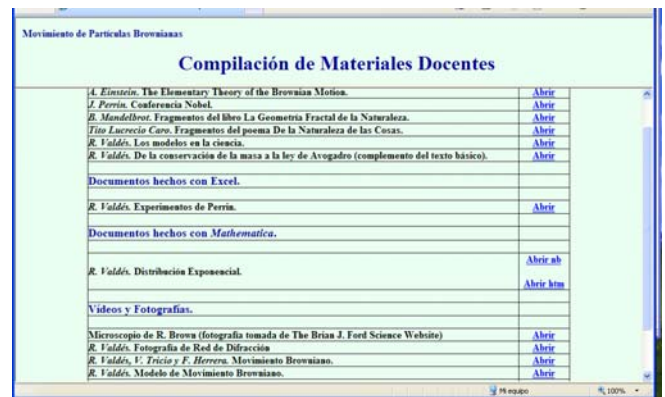 Movimiento de Partículas Brownianas
Compilación de Materiales Docentes
A. Einstein. The Elementary Theory of the Brownian Motion. Abrir
J. Perrin. Conferencia Nobel. Abrir
B. Mandelbrot. Fragmentos del libro La Geometría Fractal de la Naturaleza. Abrir
Tito Lucrecio Caro. Fragmentos del poema De la Naturaleza de las Cosas. Abrir
R. Valdés. Los modelos en la ciencia. Abrir
R. Valdés. De la conservación de la masa a la ley de Avogadro (complemento del texto básico). Abrir
Documentos hechos con Excel.
R. Valdés. Experimentos de Perrin. Abrir
Documentos hechos con Mathematica.
R. Valdés. Distribución Exponencial.
Abrir nb
Abrir htm
Vídeos y Fotografías.
Microscopio de R. Brown (fotografía tomada de The Brian J. Ford Science Website) Abrir
R. Valdés. Fotografía de Red de Difracción Abrir
R. Valdés, V. Tricio y F. Herrera. Movimiento Browniano. Abrir
R. Valdés. Modelo de Movimiento Browniano. Abrir
Mi equipo 100%